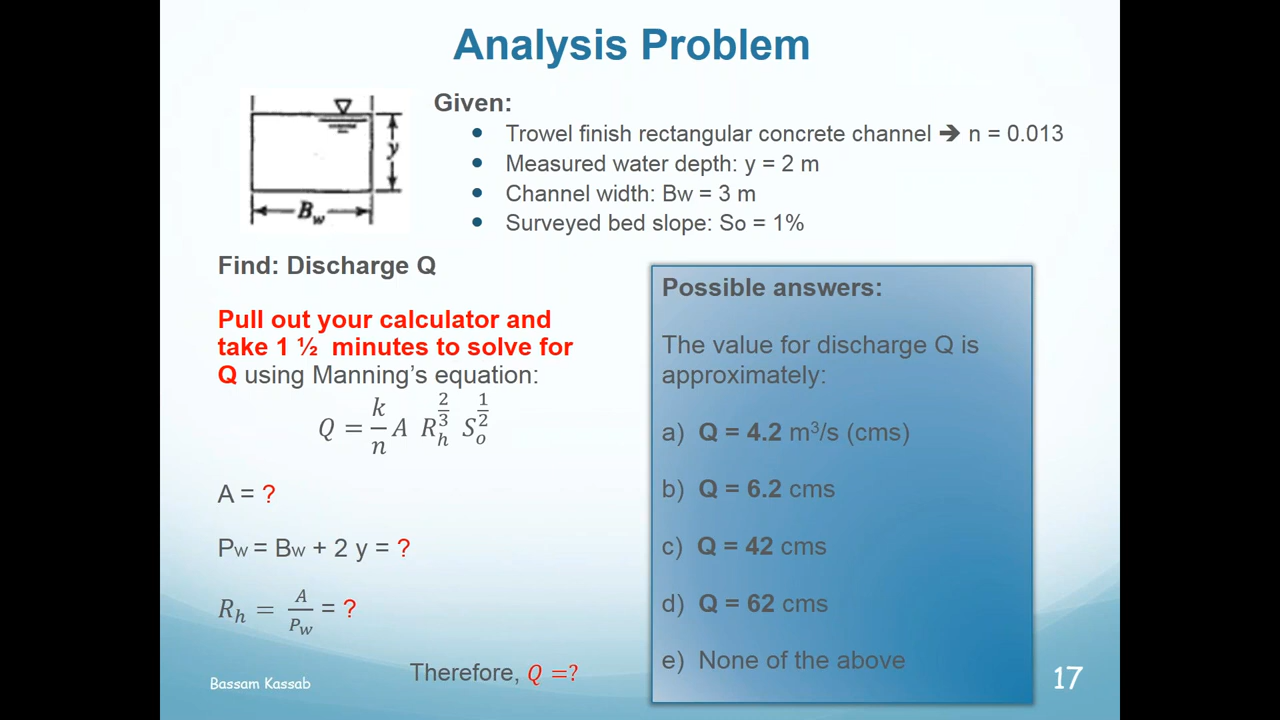 Analysis Problem
y
Bw
Given:
• Trowel finish rectangular concrete channel ➔ n = 0.013
• Measured water depth: y = 2 m
• Channel width: Bw = 3 m
• Surveyed bed slope: So = 1%
Find: Discharge Q
Pull out your calculator and
take 1 ½ minutes to solve for
Q using Manning's equation:
Q = k/n A R_h^(2/3) S_o^(1/2)
A = ?
Pw = Bw + 2 y = ?
R_h = A/P_w = ?
Therefore, Q =?
Possible answers:
The value for discharge Q is
approximately:
a) Q = 4.2 m³/s (cms)
b) Q = 6.2 cms
c) Q = 42 cms
d) Q = 62 cms
e) None of the above
Bassam Kassab
17